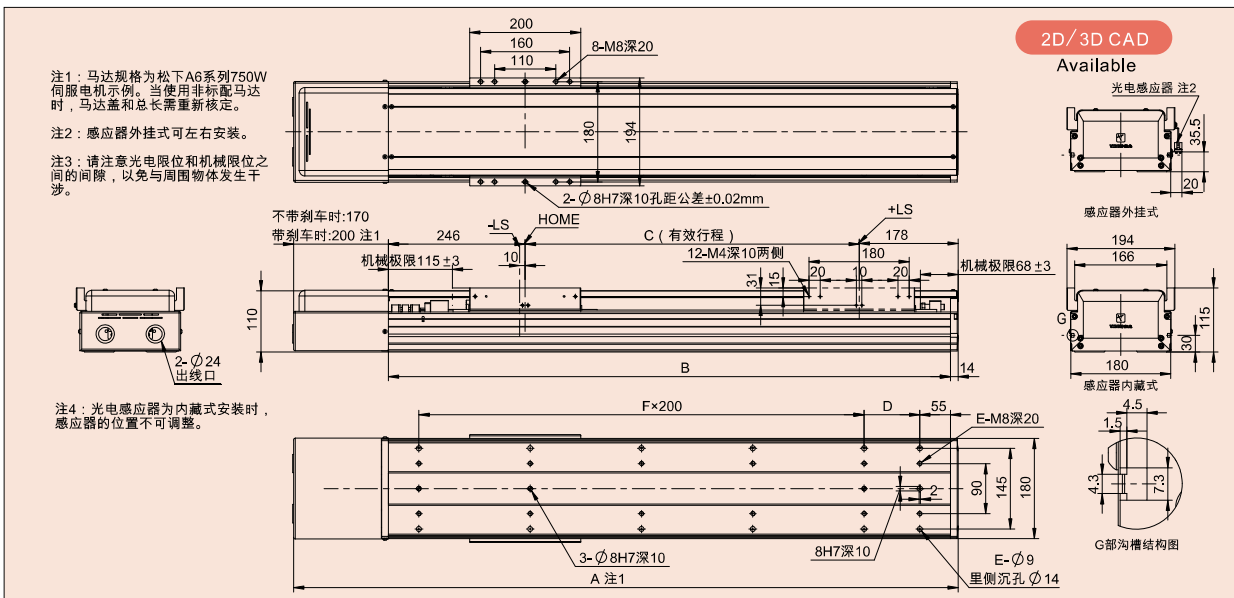 200
160
110
8-M8深20
2D/3D CAD
Available
注1：马达规格为松下A6系列750W
伺服电机示例。当使用非标配马达
时，马达盖和总长需重新核定。
注2：感应器外挂式可左右安装。
注3：请注意光电限位和机械限位之
间的间隙，以免与周围物体发生干
涉。
180
194
光电感应器 注2
35.5
20
感应器外挂式
2-∅8H7深10孔距公差±0.02mm
不带刹车时:170
带刹车时:200 注1
-LS
HOME
+LS
246
C（有效行程）
178
机械极限115±3
10
12-M4深10两侧
180
20
10
20
机械极限68±3
31
15
110
2-∅24
出线口
B
14
194
166
G
115
30
180
感应器内藏式
注4：光电感应器为内藏式安装时，
感应器的位置不可调整。
F×200
D
55
E-M8深20
4.5
1.5
4.3
7.3
G部沟槽结构图
2
90
145
180
3-∅8H7深10
8H7深10
E-∅9
里侧沉孔∅14
A 注1